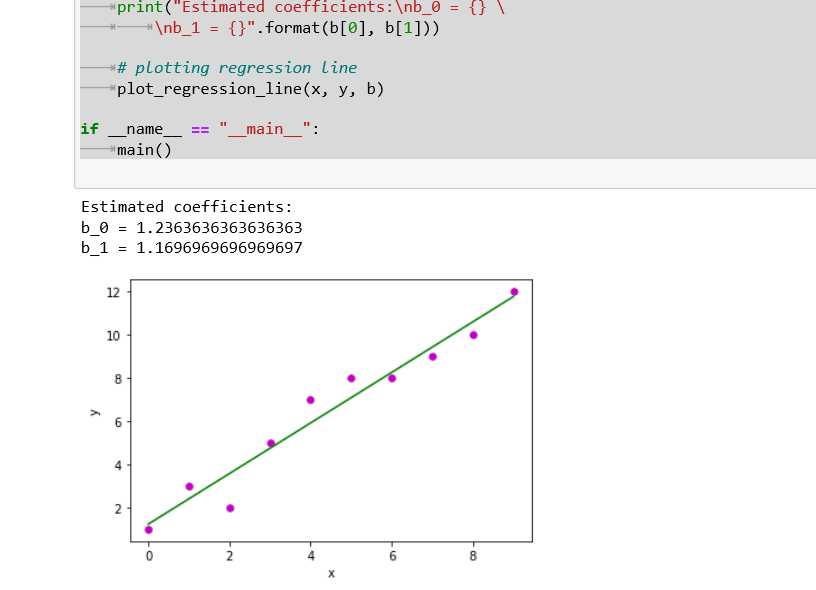 print("Estimated coefficients:\nb_0 = {} \
\nb_1 = {}".format(b[0], b[1]))
# plotting regression line
plot_regression_line(x, y, b)
if __name__ == "__main__":
main()
Estimated coefficients:
b_0 = 1.2363636363636363
b_1 = 1.1696969696969697
12
10
8
6
4
2
y
0 2 4 6 8
x